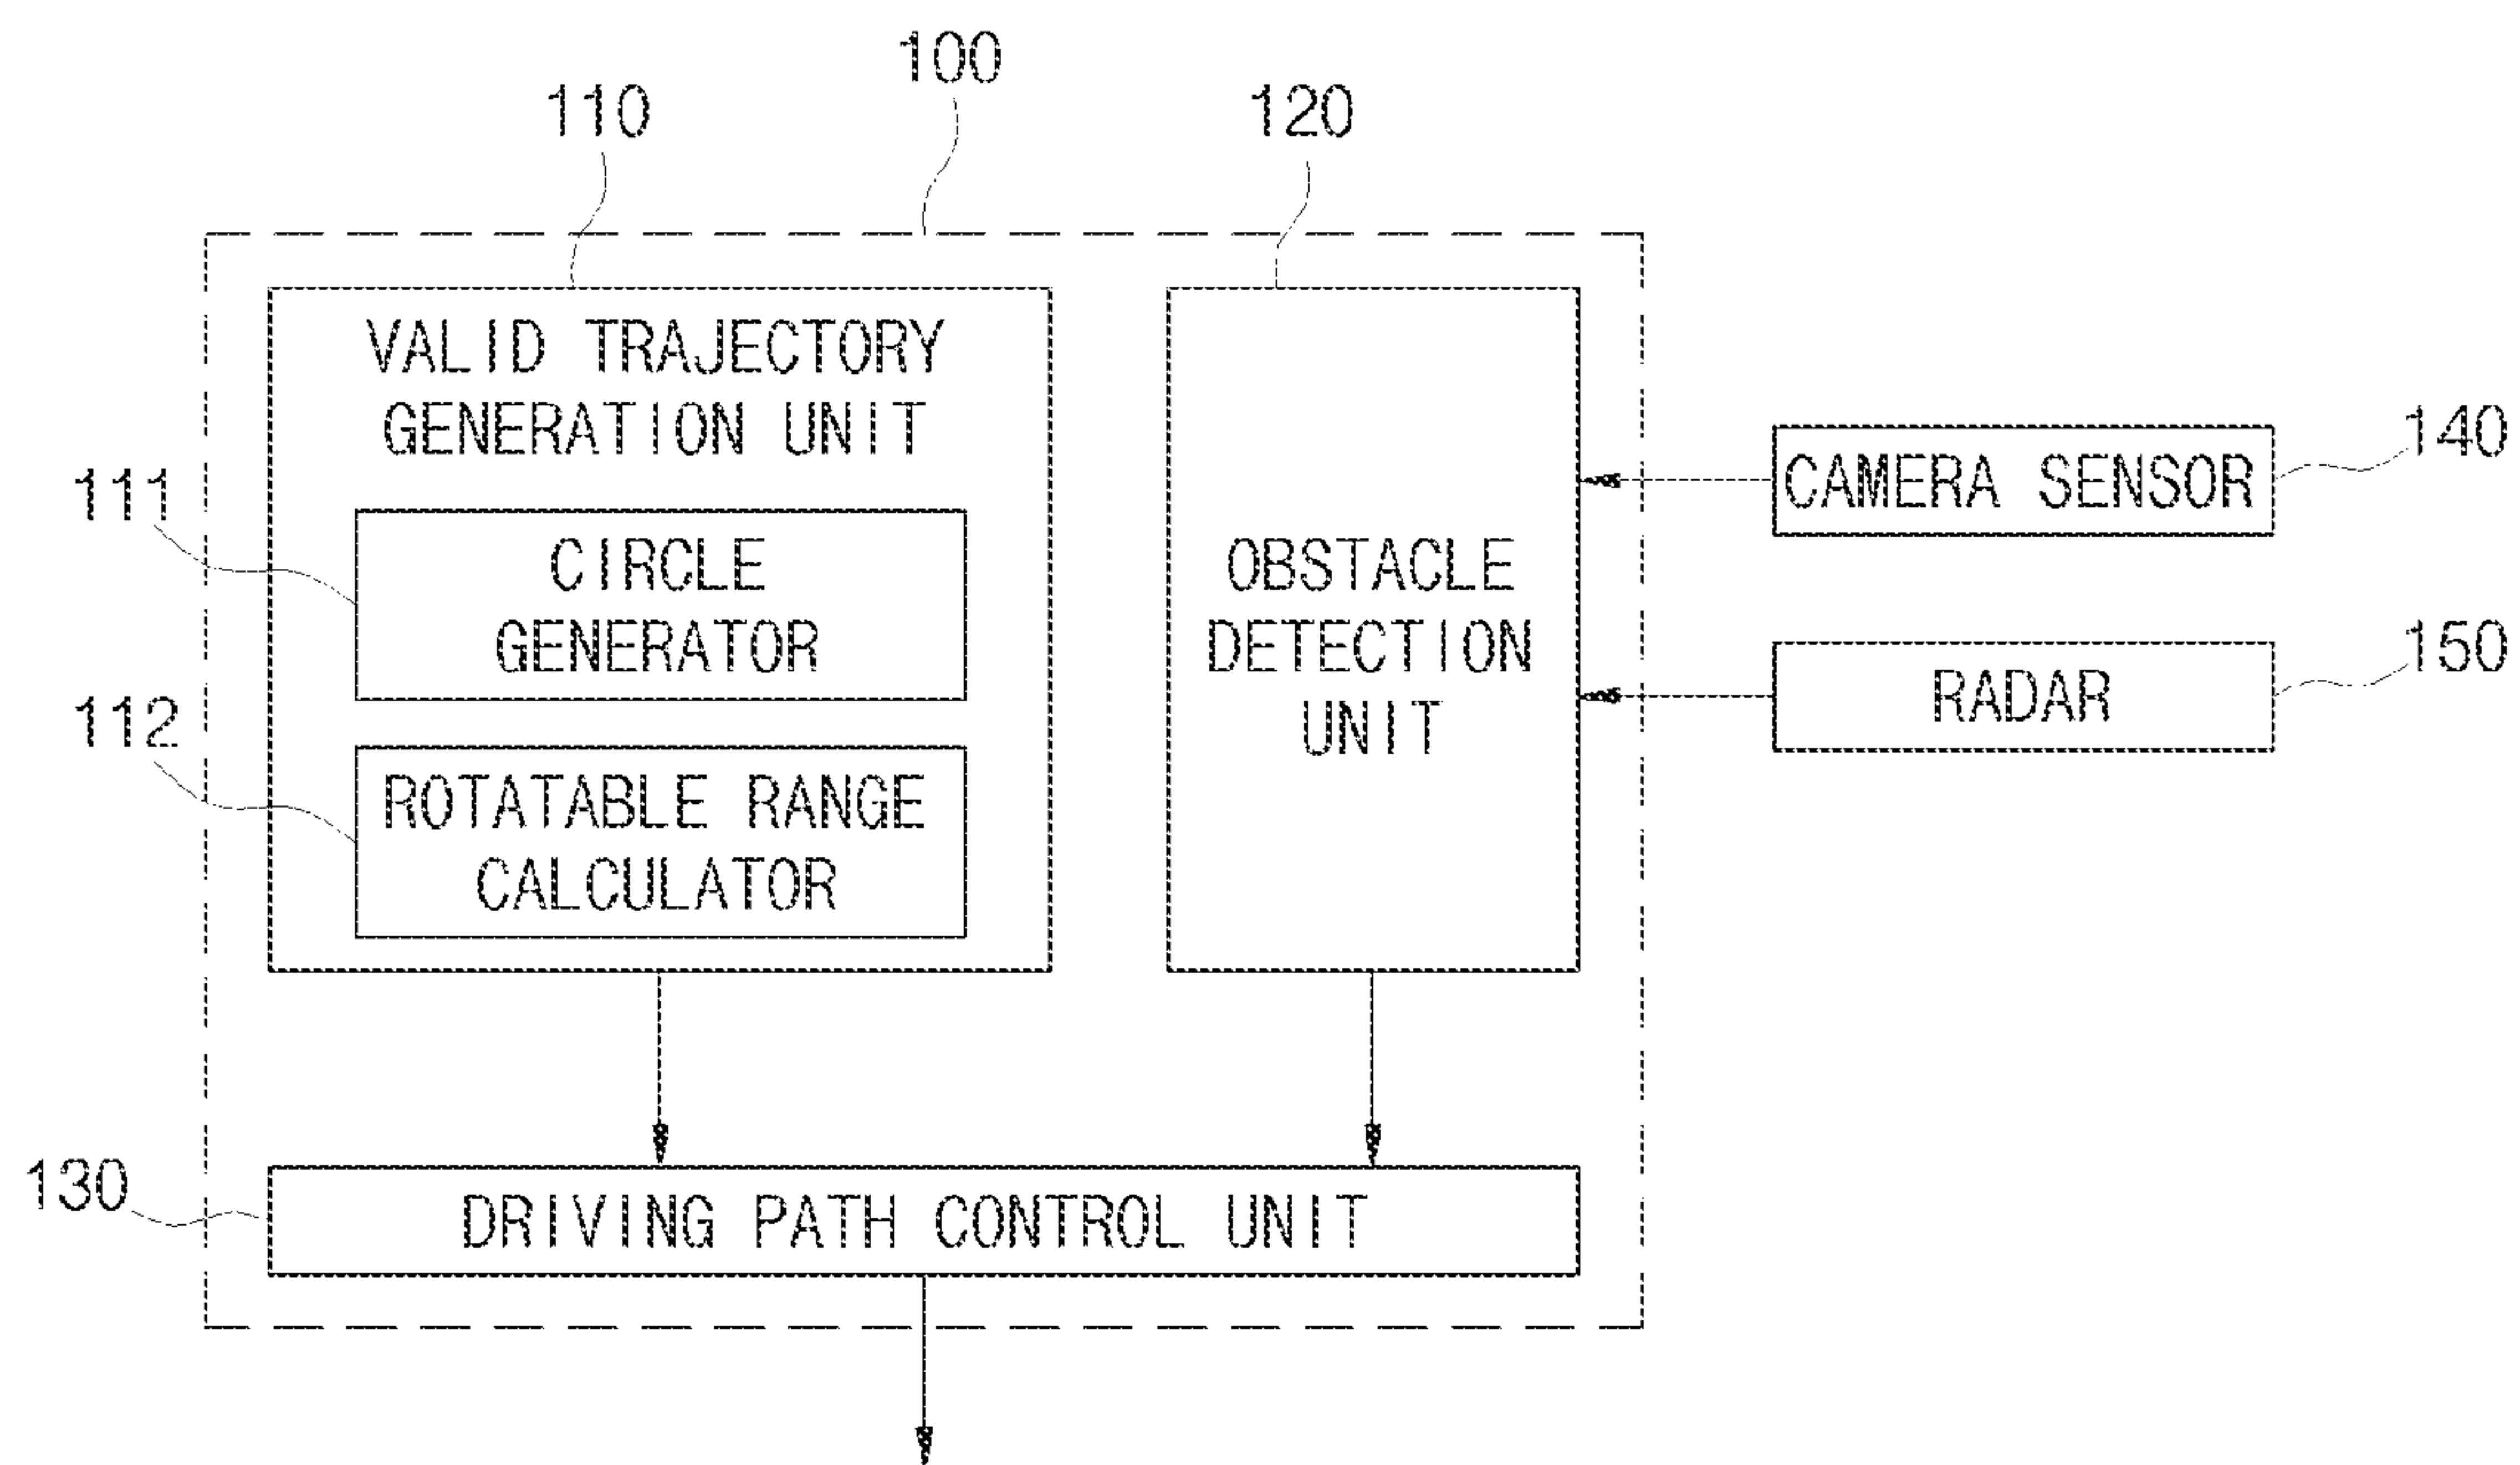 100
110
120
VALID TRAJECTORY
GENERATION UNIT
140
CAMERA SENSOR
111
CIRCLE
GENERATOR
OBSTACLE
DETECTION
UNIT
150
RADAR
112
ROTATABLE RANGE
CALCULATOR
130
DRIVING PATH CONTROL UNIT